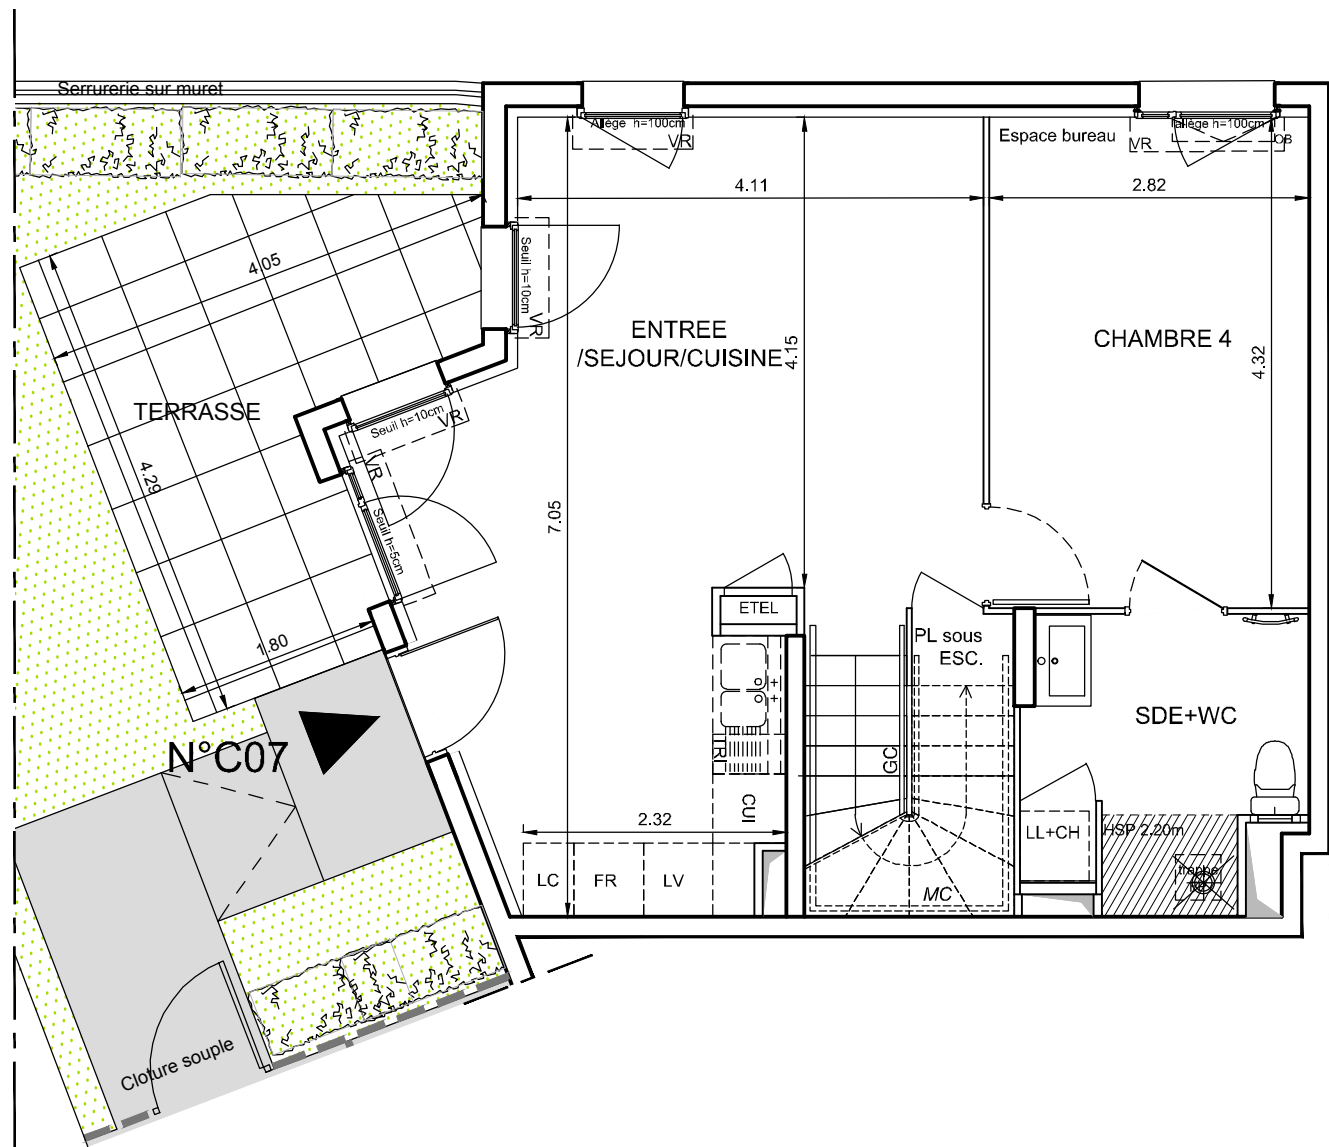 Serrurerie sur muret
Allège h=100cm
VR
Espace bureau
VR
allège h=100cm
OB
4.11
2.82
Seuil h=10cm
VR
4.05
ENTREE
/SEJOUR/CUISINE
4.15
CHAMBRE 4
4.32
TERRASSE
Seuil h=10cm
VR
VR
4.29
Seuil h=5cm
7.05
ETEL
1.80
PL sous
ESC.
SDE+WC
N°C07
TRI
GC
CUI
2.32
LL+CH
HSP 2.20m
LC
FR
LV
MC
trappe
Cloture souple